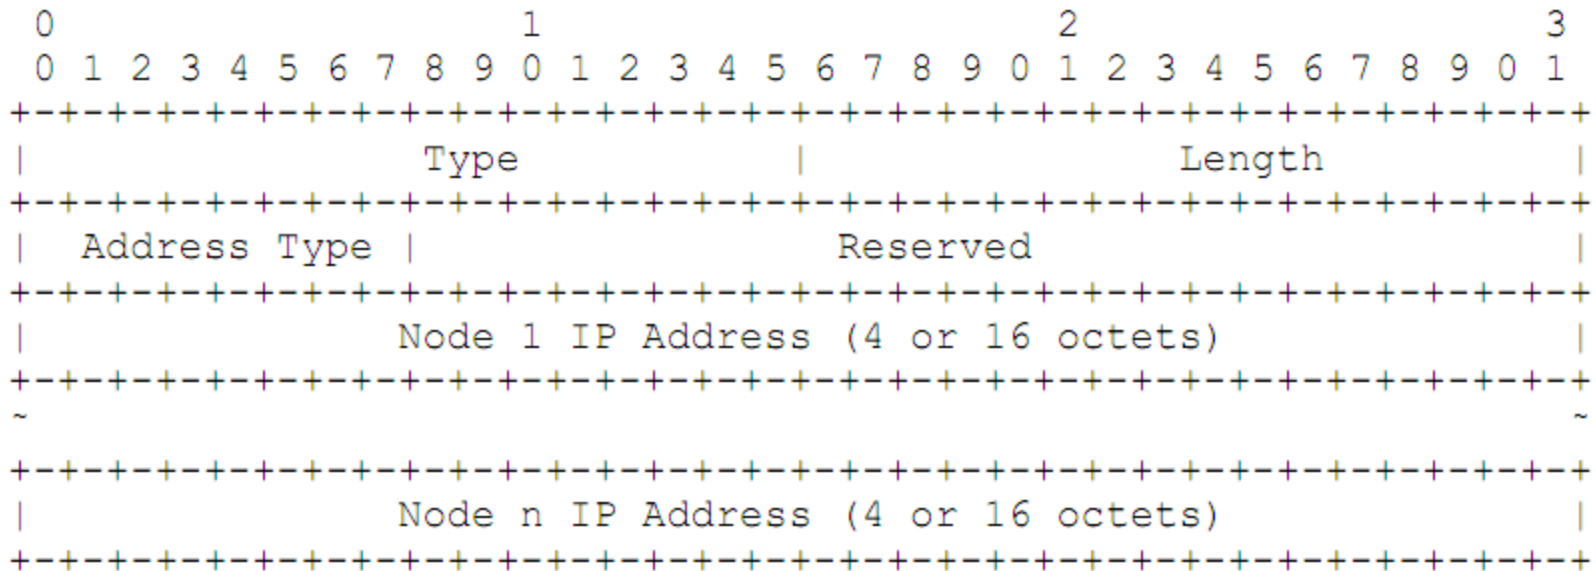 0 1 2 3
0 1 2 3 4 5 6 7 8 9 0 1 2 3 4 5 6 7 8 9 0 1 2 3 4 5 6 7 8 9 0 1
+-+-+-+-+-+-+-+-+-+-+-+-+-+-+-+-+-+-+-+-+-+-+-+-+-+-+-+-+-+-+-+-+
| Type | Length |
+-+-+-+-+-+-+-+-+-+-+-+-+-+-+-+-+-+-+-+-+-+-+-+-+-+-+-+-+-+-+-+-+
| Address Type | Reserved |
+-+-+-+-+-+-+-+-+-+-+-+-+-+-+-+-+-+-+-+-+-+-+-+-+-+-+-+-+-+-+-+-+
| Node 1 IP Address (4 or 16 octets) |
+-+-+-+-+-+-+-+-+-+-+-+-+-+-+-+-+-+-+-+-+-+-+-+-+-+-+-+-+-+-+-+-+
~ ~
+-+-+-+-+-+-+-+-+-+-+-+-+-+-+-+-+-+-+-+-+-+-+-+-+-+-+-+-+-+-+-+-+
| Node n IP Address (4 or 16 octets) |
+-+-+-+-+-+-+-+-+-+-+-+-+-+-+-+-+-+-+-+-+-+-+-+-+-+-+-+-+-+-+-+-+